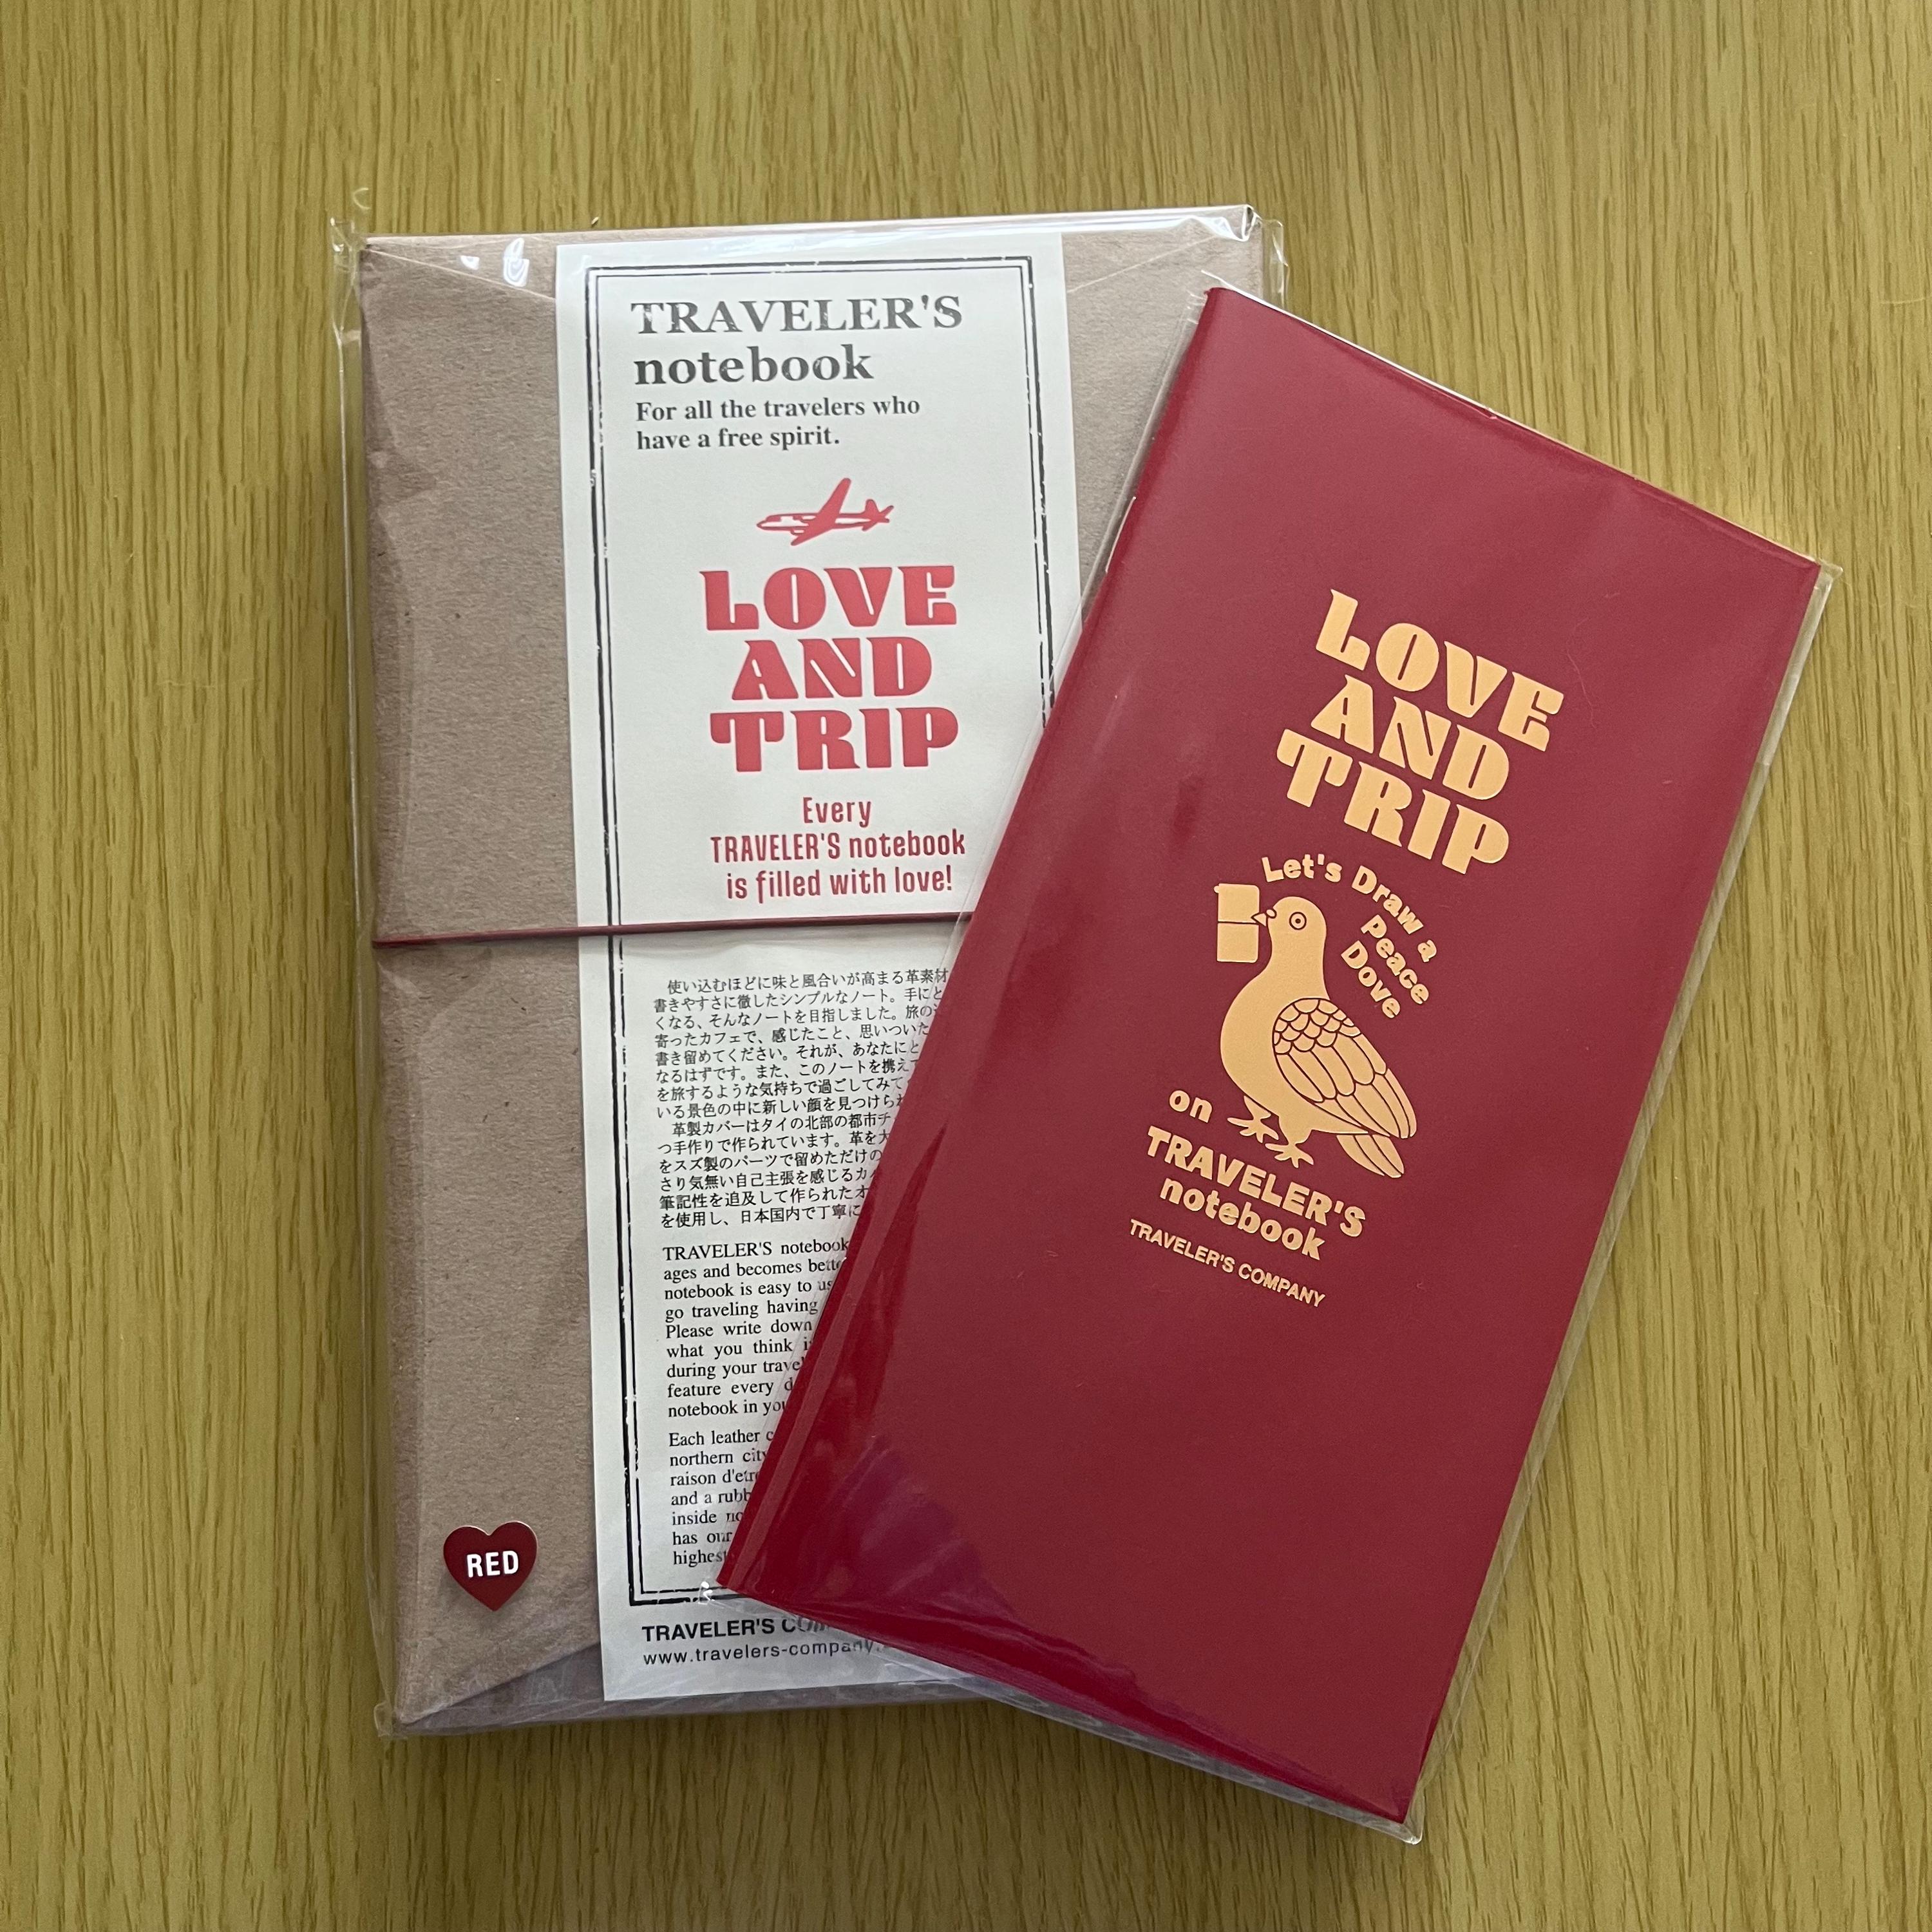 TRAVELER'S
notebook
For all the travelers who
have a free spirit.
LOVE
AND
TRIP
Every
TRAVELER'S notebook
is filled with love!
使い込むほどに味と風合いが高まる革素材
書きやすさに徹したシンプルなノート。手にと
くなる、そんなノートを目指しました。旅の
寄ったカフェで、感じたこと、思いついた
書き留めてください。それが、あなたにと
なるはずです。また、このノートを携えて
を旅するような気持ちで過ごしてみて
いる景色の中に新しい顔を見つけられ
革製カバーはタイの北部の都市チ
つ手作りで作られています。革を大
をスズ製のパーツで留めただけの
さり気無い自己主張を感じるカ
筆記性を追及して作られたオ
を使用し、日本国内で丁寧に
TRAVELER'S notebook
ages and becomes bette
notebook is easy to us
go traveling having
Please write down
what you think i
during your trave
feature every d
notebook in you
Each leather c
northern city
raison d'etre
and a rubb
inside no
has our
highest
RED
TRAVELER'S COM
www.travelers-company.
LOVE
AND
TRIP
Let's Draw a
Peace
Dove
on
TRAVELER'S
notebook
TRAVELER'S COMPANY